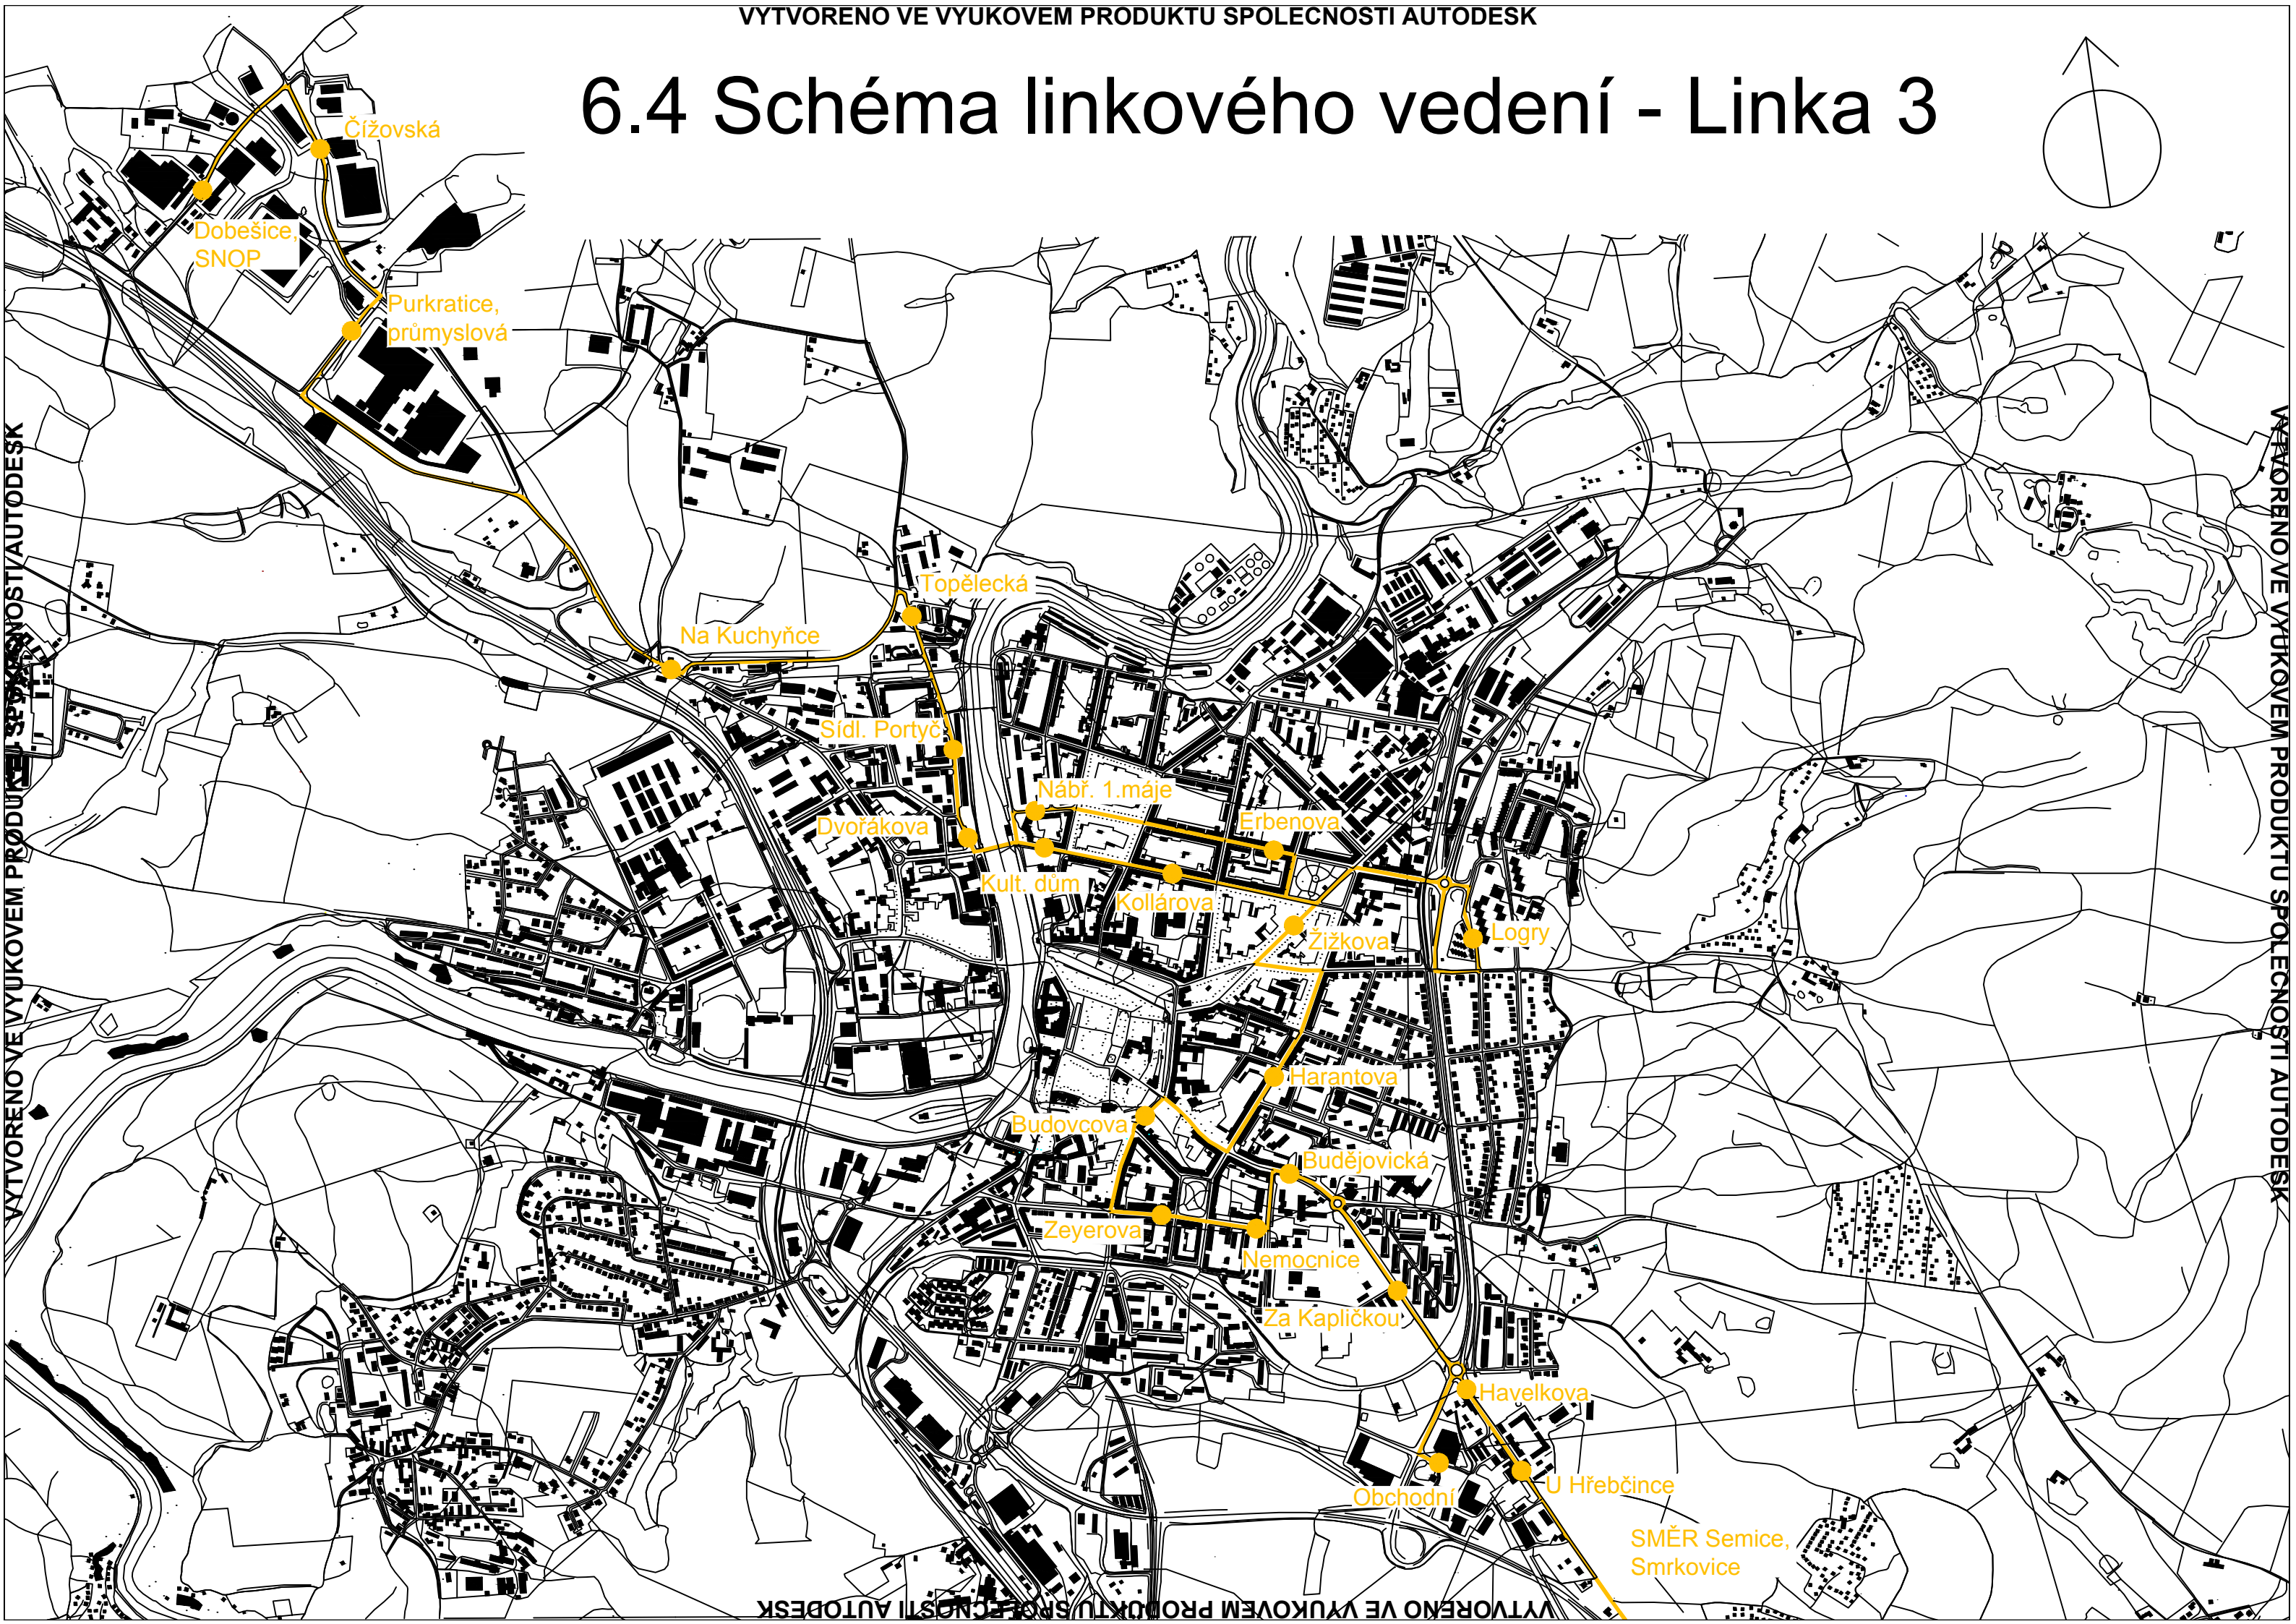 VYTVORENO VE VYUKOVEM PRODUKTU SPOLECNOSTI AUTODESK
6.4 Schéma linkového vedení - Linka 3
Čížovská
Dobešice,
SNOP
Purkratice,
průmyslová
Topělecká
Na Kuchyňce
Sídl. Portyč
Nábř. 1.máje
Dvořákova
Erbenova
Kult. dům
Kollárova
Žižkova
Logry
Harantova
Budovcova
Budějovická
Zeyerova
Nemocnice
Za Kapličkou
Havelkova
U Hřebčince
Obchodní
SMĚR Semice,
Smrkovice
VYTVORENO VE VYUKOVEM PRODUKTU SPOLECNOSTI AUTODESK
VYTVORENO VE VYUKOVEM PRODUKTU SPOLECNOSTI AUTODESK
VYTVORENO VE VYUKOVEM PRODUKTU SPOLECNOSTI AUTODESK